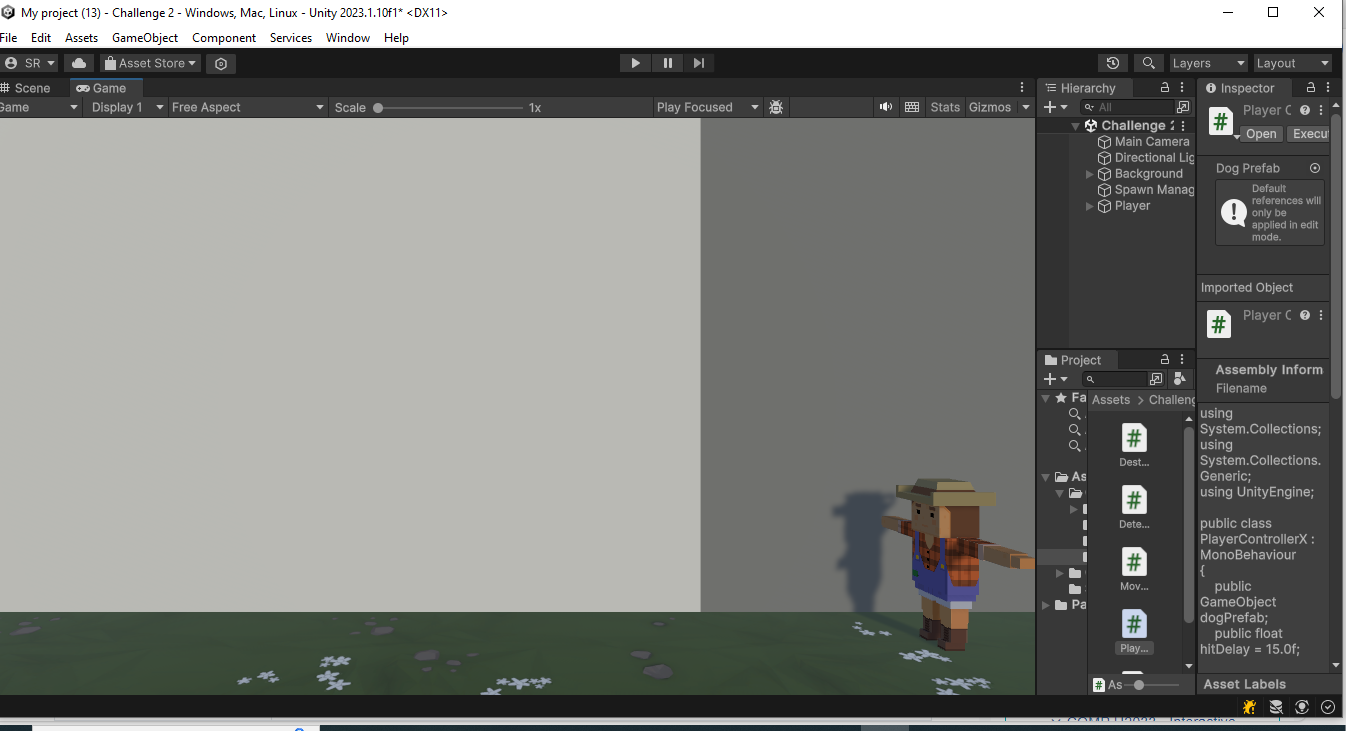 My project (13) - Challenge 2 - Windows, Mac, Linux - Unity 2023.1.10f1* <DX11>
File Edit Assets GameObject Component Services Window Help
SR Asset Store Layers Layout
Scene Game Hierarchy Inspector
Game Display 1 Free Aspect Scale 1x Play Focused Stats Gizmos All
Player C
Open Execut
Challenge 2
Main Camera
Directional Lig
Background
Spawn Manag
Player
Dog Prefab
Default
references will
only be
applied in edit
mode.
Imported Object
Player C
Project
Assembly Inform
Filename
Fa
Assets > Challeng
Dest...
As
Dete...
Mov...
Play...
Pa
As
using
System.Collections;
using
System.Collections.
Generic;
using UnityEngine;
public class
PlayerControllerX :
MonoBehaviour
{
public
GameObject
dogPrefab;
public float
hitDelay = 15.0f;
Asset Labels